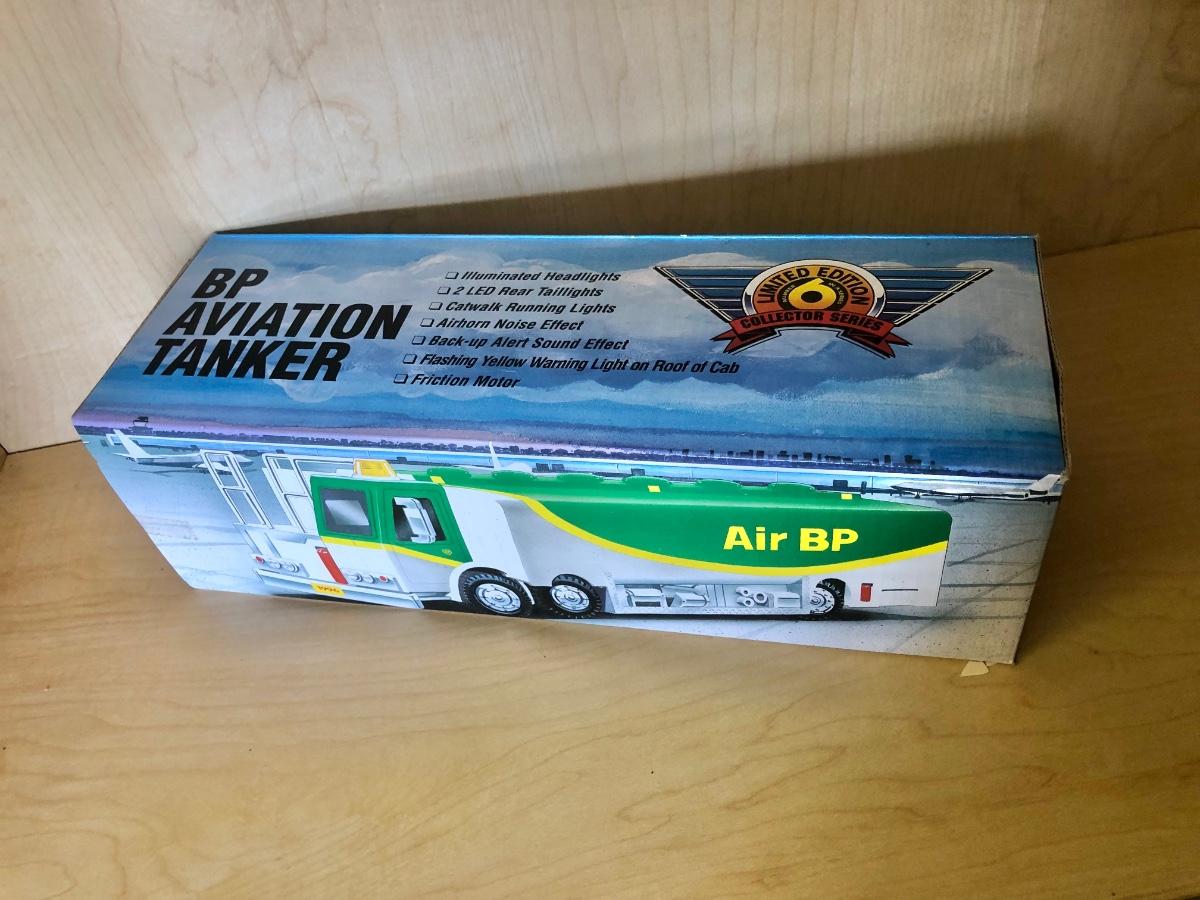 BP
AVIATION
TANKER
❏ Illuminated Headlights
❏ 2 LED Rear Taillights
❏ Catwalk Running Lights
❏ Airhorn Noise Effect
❏ Back-up Alert Sound Effect
❏ Flashing Yellow Warning Light on Roof of Cab
❏ Friction Motor
LIMITED EDITION
6
COLLECTOR SERIES
Air BP